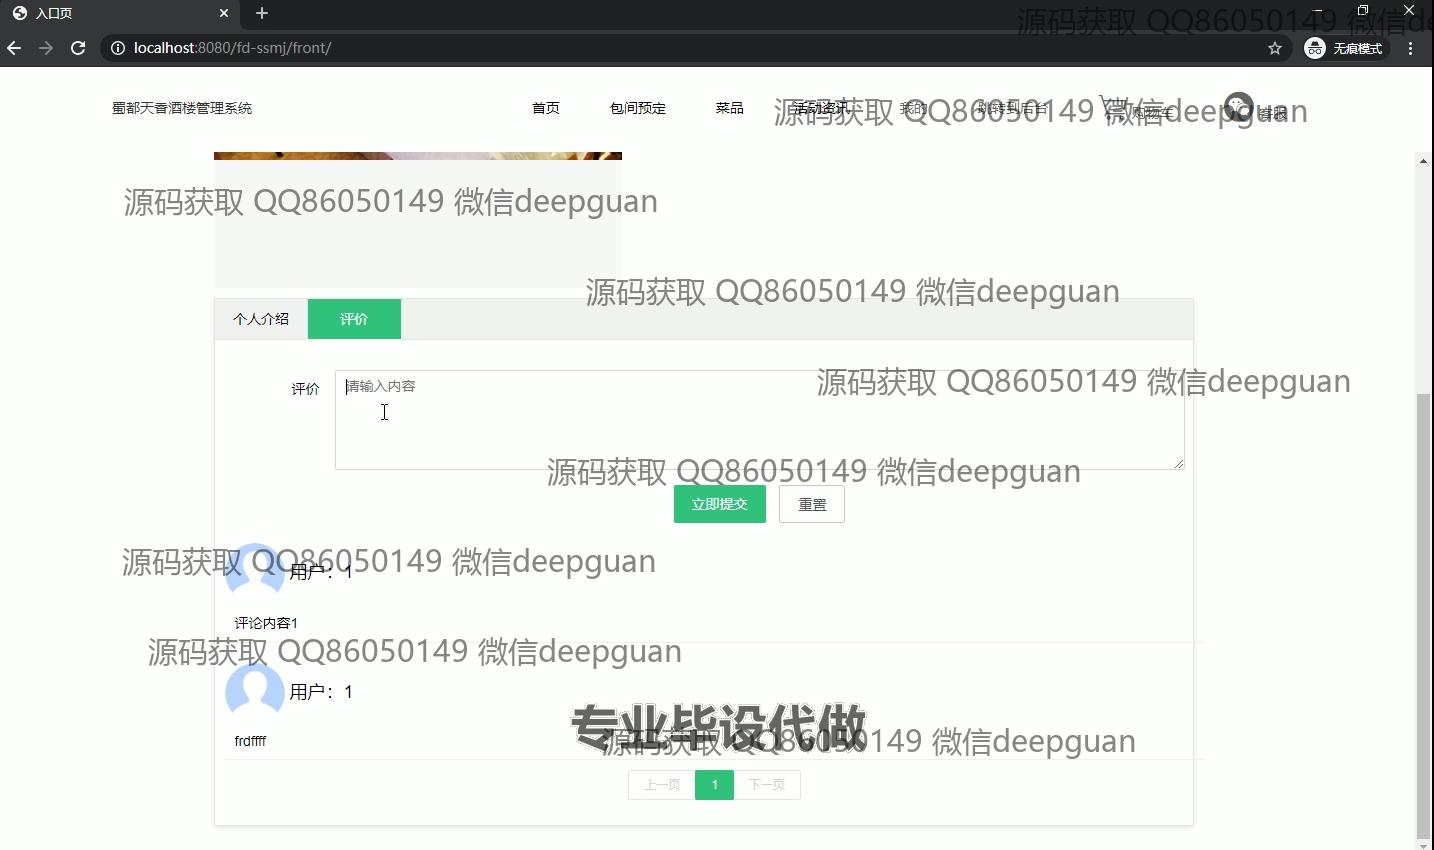 入口页
源码获取 QQ86050149 微信de
localhost:8080/fd-ssmj/front/
无痕模式
蜀都天香酒楼管理系统
首页
包间预定
菜品
活动资讯
我的
跳转到后台
购物车
客服
源码获取 QQ86050149 微信deepguan
源码获取 QQ86050149 微信deepguan
源码获取 QQ86050149 微信deepguan
个人介绍
评价
源码获取 QQ86050149 微信deepguan
评价
请输入内容
源码获取 QQ86050149 微信deepguan
立即提交
重置
源码获取 QQ86050149 微信deepguan
用户：1
评论内容1
源码获取 QQ86050149 微信deepguan
用户：1
专业毕设代做
frdffff
源码获取 QQ86050149 微信deepguan
上一页
1
下一页